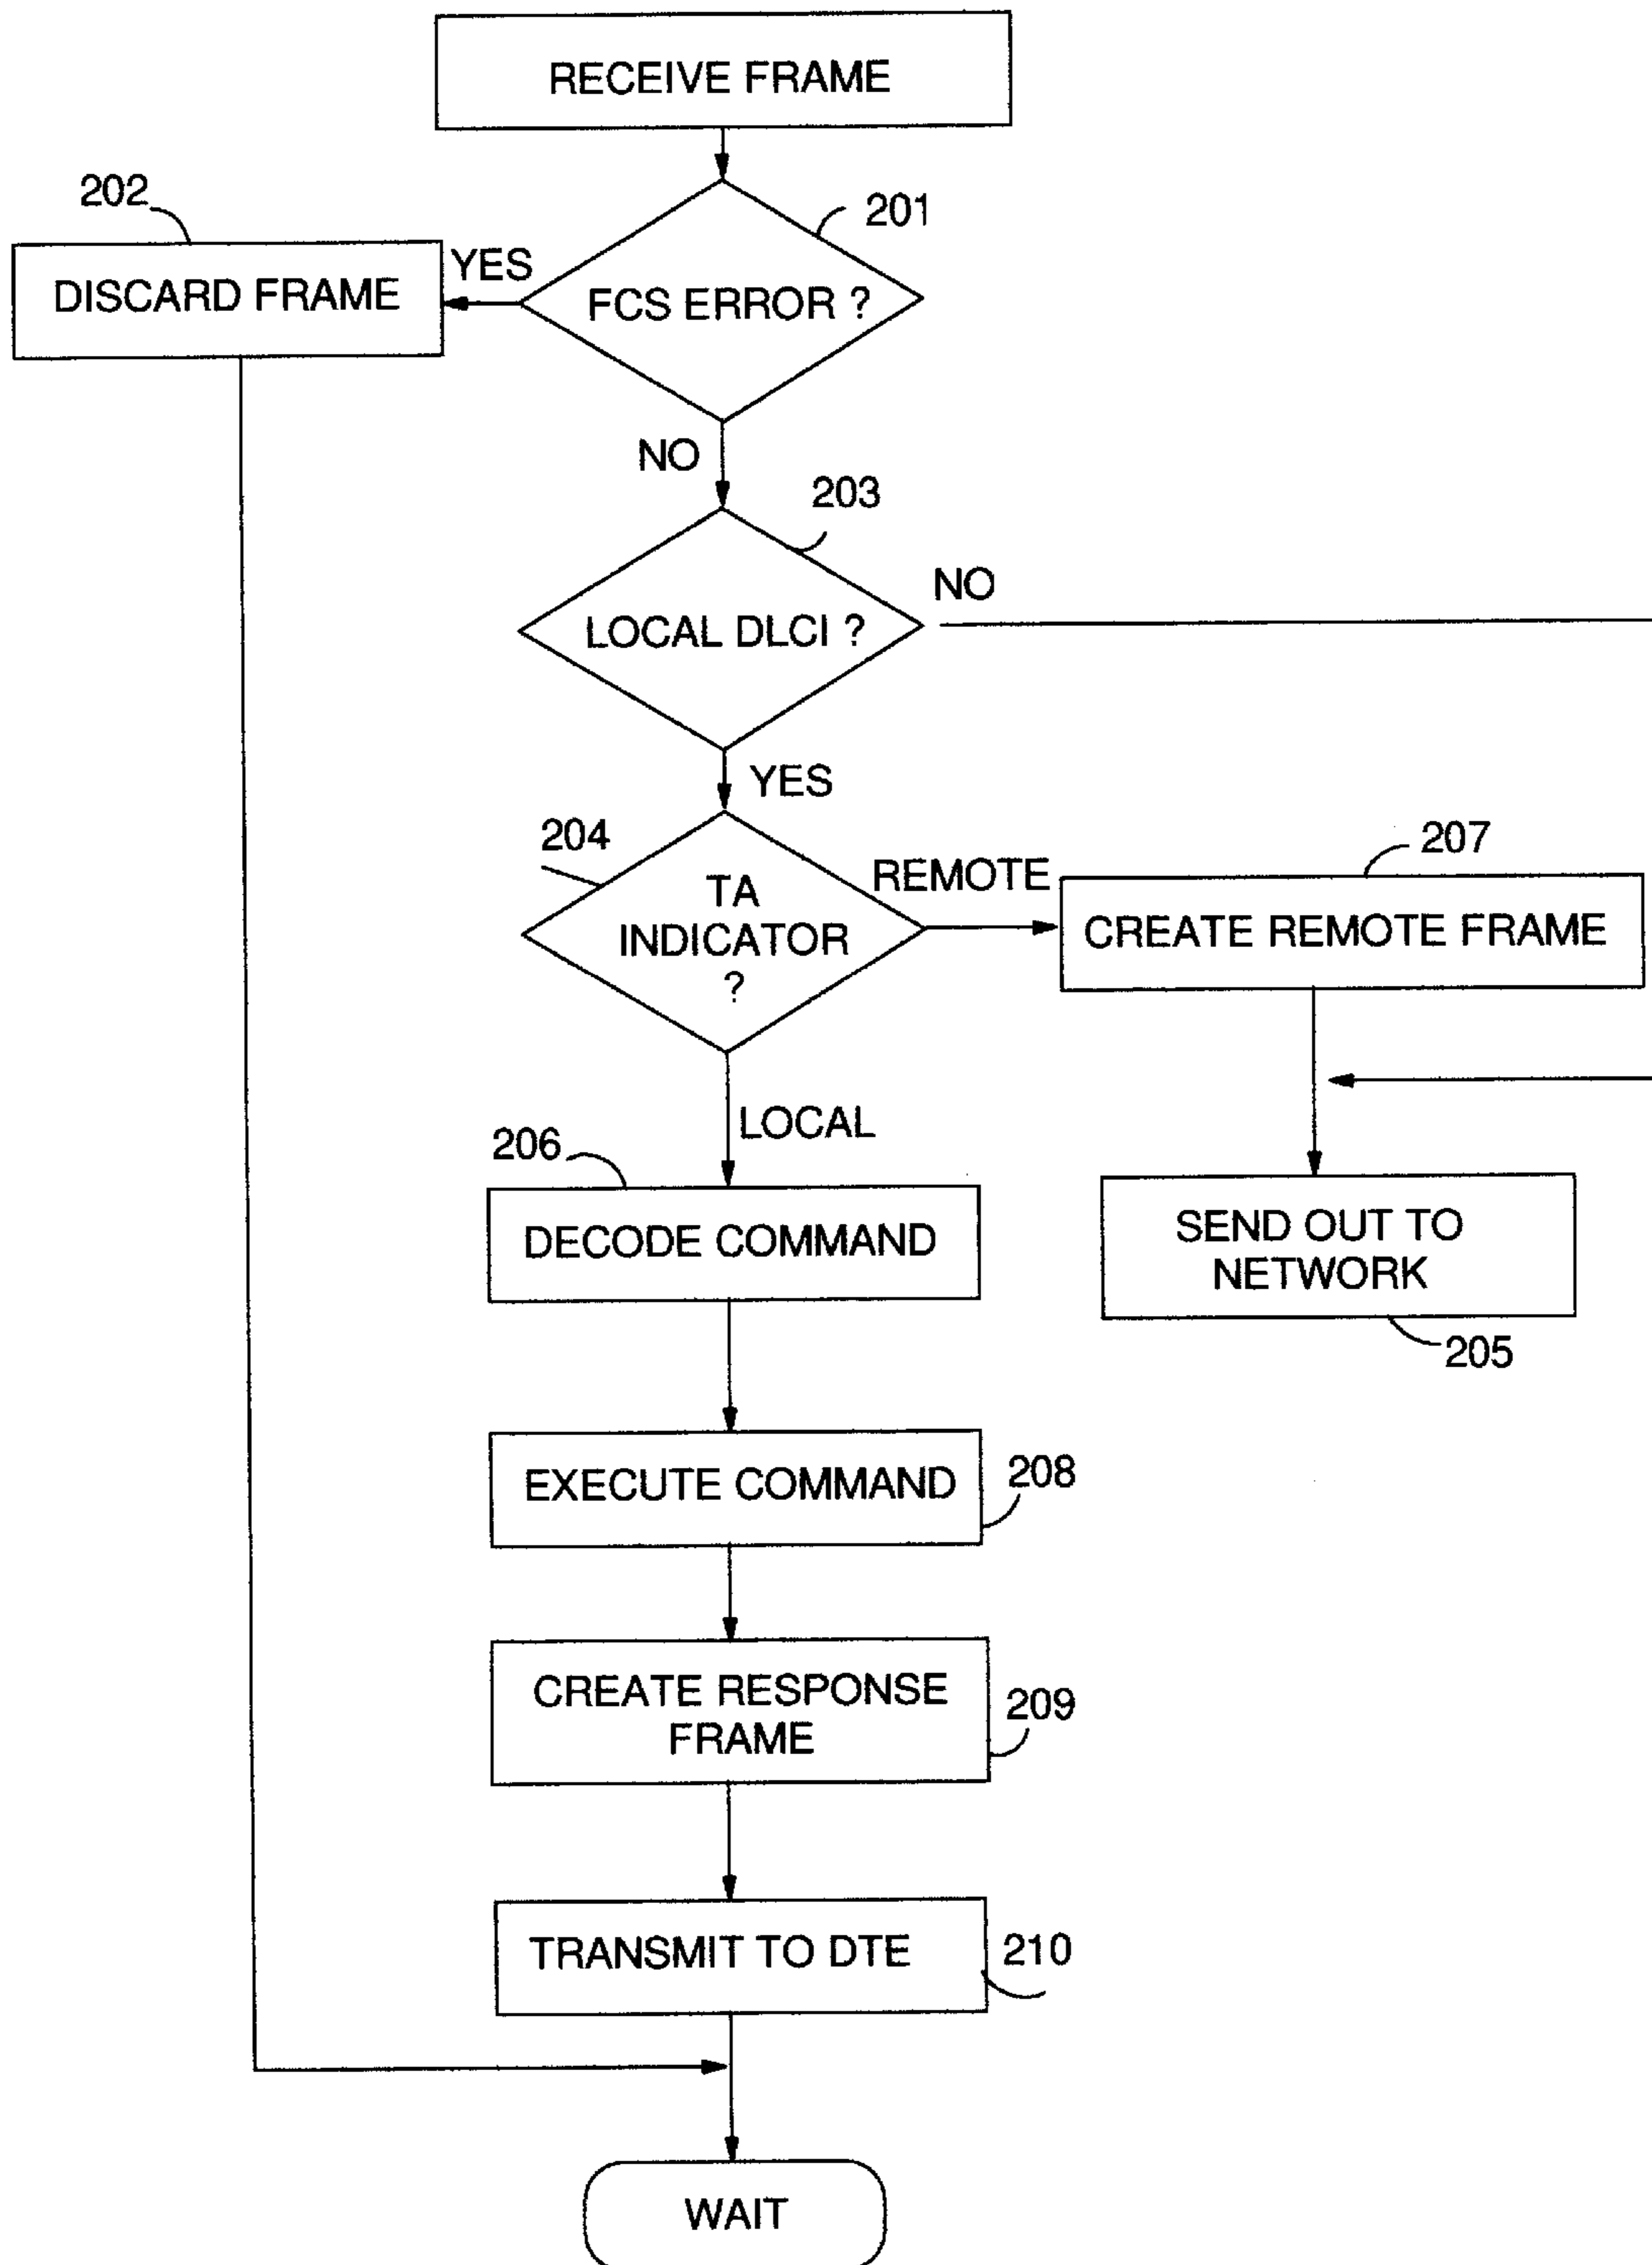 RECEIVE FRAME
202
201
YES
DISCARD FRAME
FCS ERROR ?
NO
203
NO
LOCAL DLCI ?
YES
204
207
REMOTE
TA
INDICATOR
?
CREATE REMOTE FRAME
LOCAL
206
DECODE COMMAND
SEND OUT TO
NETWORK
205
EXECUTE COMMAND
208
CREATE RESPONSE
FRAME
209
TRANSMIT TO DTE
210
WAIT